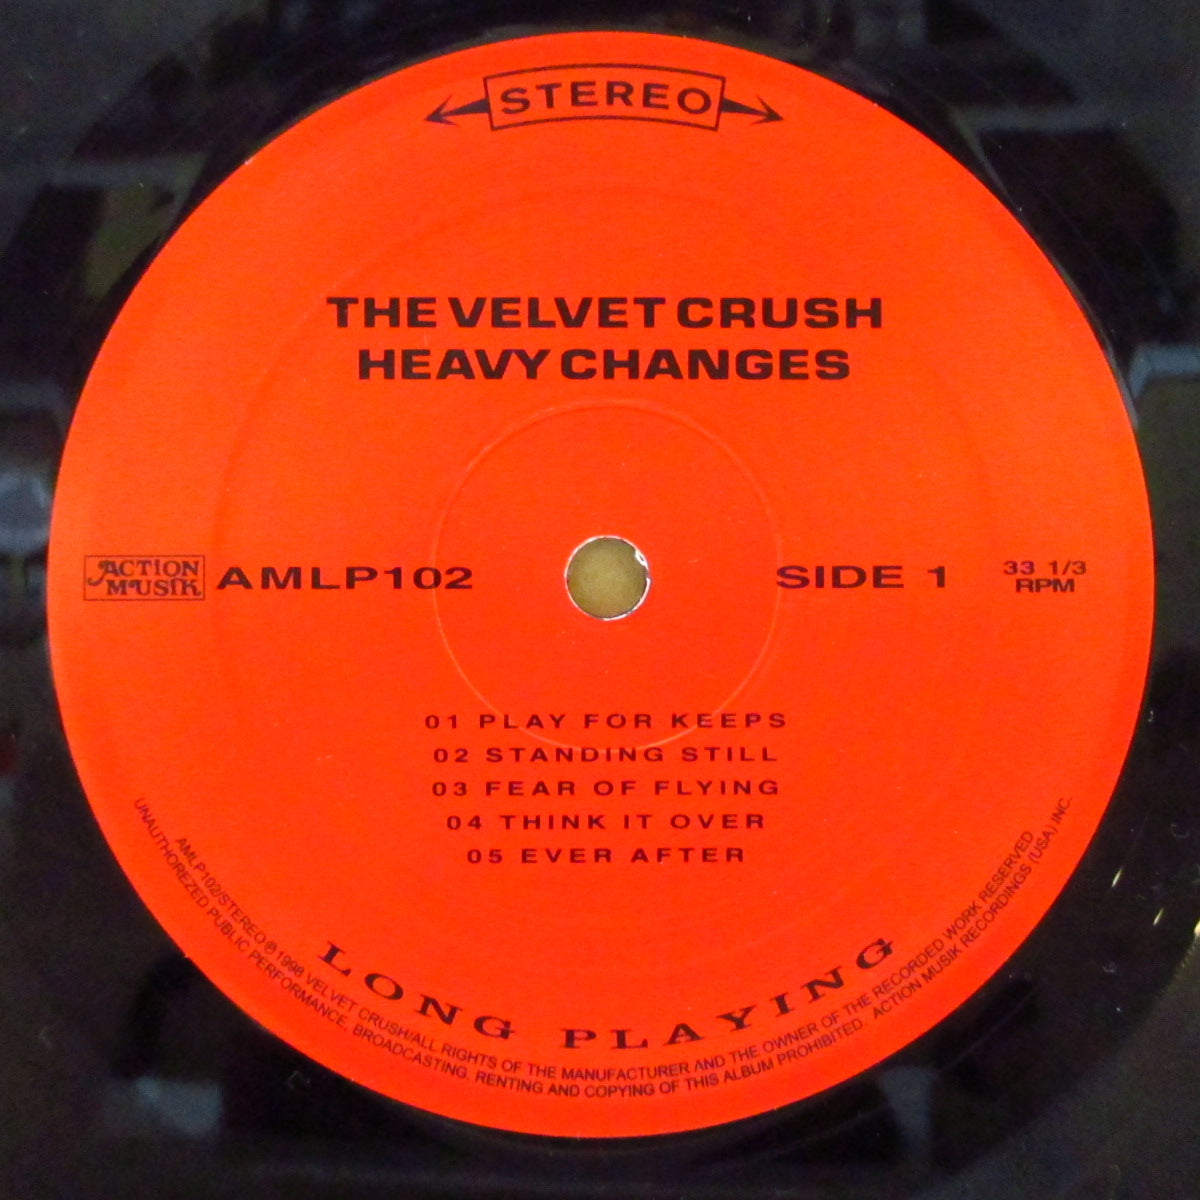 STEREO
THE VELVET CRUSH
HEAVY CHANGES
ACTION
MUSIK
AMLP102
SIDE 1
33 1/3
RPM
01 PLAY FOR KEEPS
02 STANDING STILL
03 FEAR OF FLYING
04 THINK IT OVER
05 EVER AFTER
LONG PLAYING
AMLP102/STEREO ℗ 1998 VELVET CRUSH/ALL RIGHTS OF THE MANUFACTURER AND THE OWNER OF THE RECORDED WORK RESERVED
UNAUTHOREZED PUBLIC PERFORMANCE, BROADCASTING, RENTING AND COPYING OF THIS ALBUM PROHIBITED. ACTION MUSIK RECORDINGS (USA) INC.